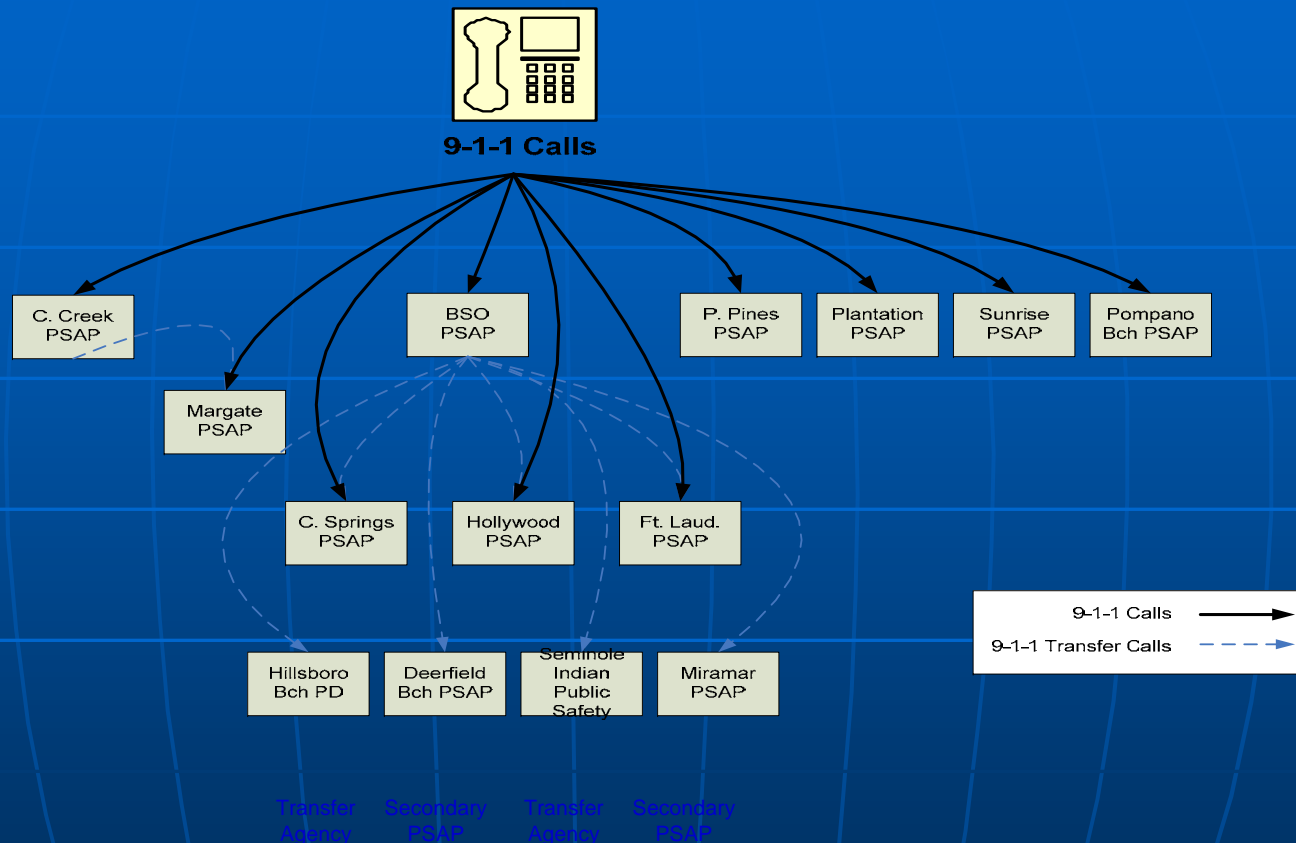 9-1-1 Calls
C. Creek
PSAP
BSO
PSAP
P. Pines
PSAP
Plantation
PSAP
Sunrise
PSAP
Pompano
Bch PSAP
Margate
PSAP
C. Springs
PSAP
Hollywood
PSAP
Ft. Laud.
PSAP
9-1-1 Calls
9-1-1 Transfer Calls
Hillsboro
Bch PD
Deerfield
Bch PSAP
Seminole
Indian
Public
Safety
Miramar
PSAP
Transfer
Agency
Secondary
PSAP
Transfer
Agency
Secondary
PSAP